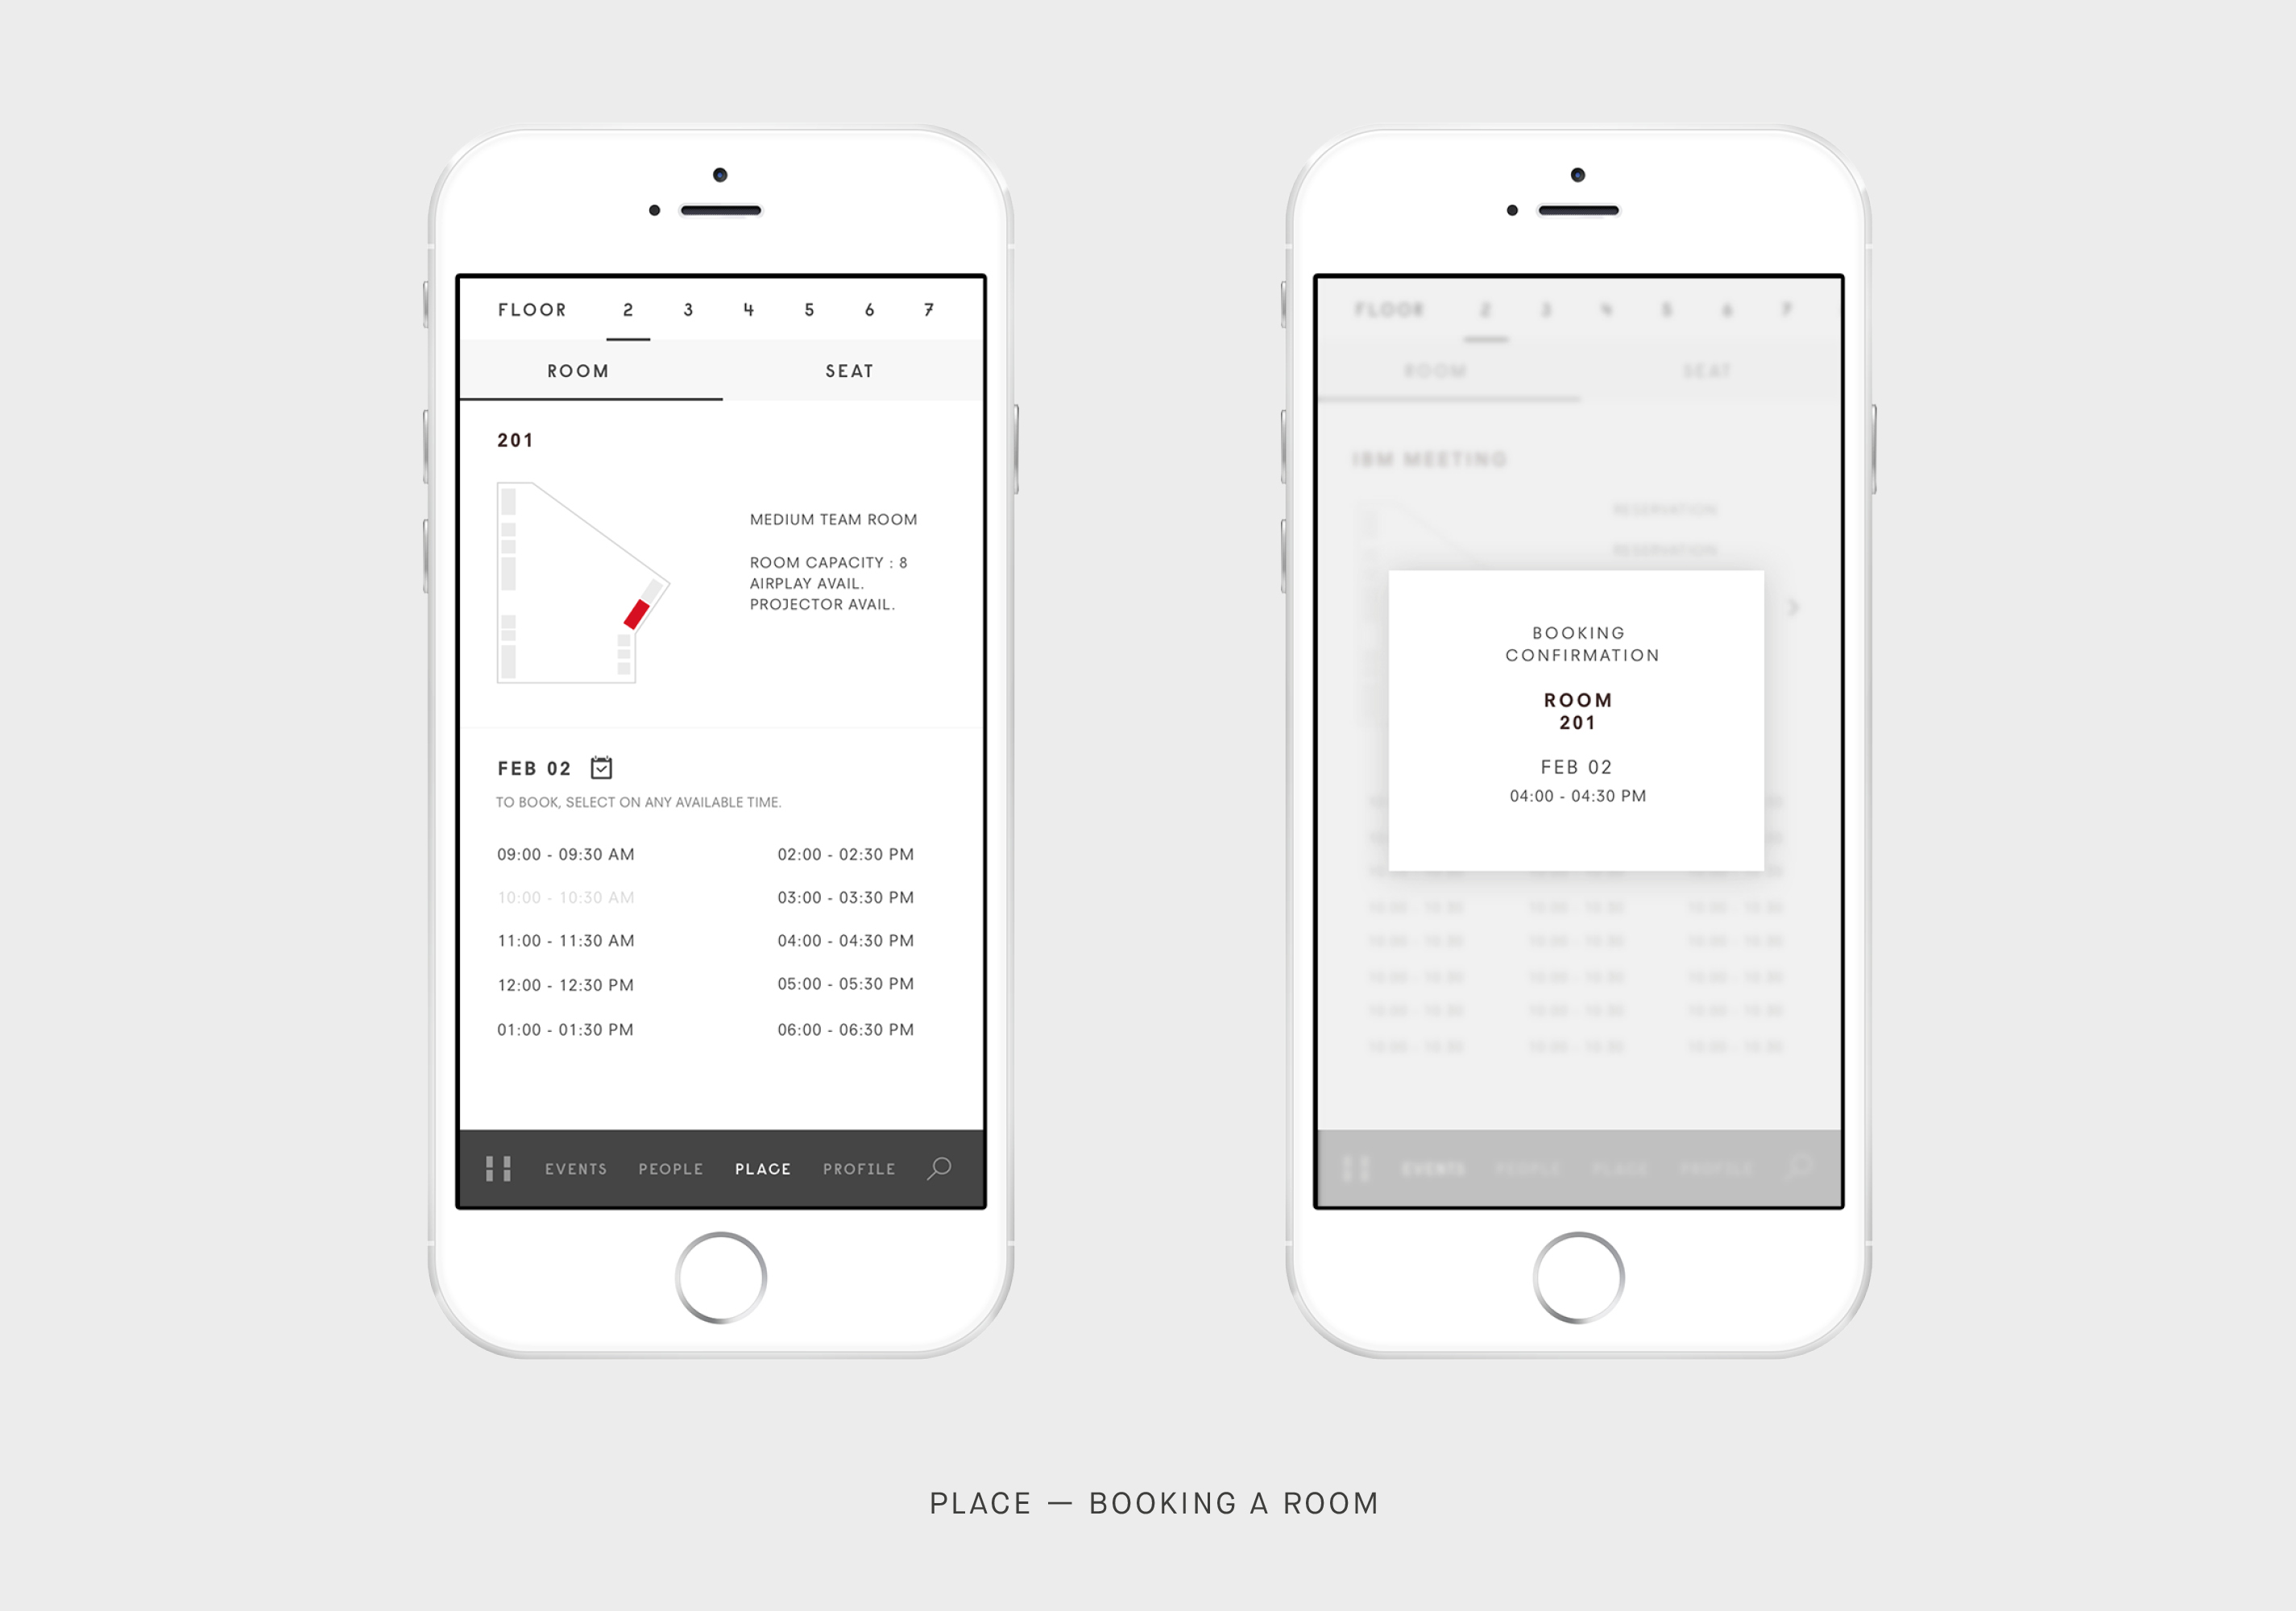 FLOOR 2 3 4 5 6 7
ROOM SEAT
201
MEDIUM TEAM ROOM
ROOM CAPACITY : 8
AIRPLAY AVAIL.
PROJECTOR AVAIL.
FEB 02
TO BOOK, SELECT ON ANY AVAILABLE TIME.
09:00 - 09:30 AM 02:00 - 02:30 PM
10:00 - 10:30 AM 03:00 - 03:30 PM
11:00 - 11:30 AM 04:00 - 04:30 PM
12:00 - 12:30 PM 05:00 - 05:30 PM
01:00 - 01:30 PM 06:00 - 06:30 PM
EVENTS PEOPLE PLACE PROFILE
FLOOR 2 3 4 5 6 7
ROOM SEAT
IBM MEETING
RESERVATION
RESERVATION
BOOKING
CONFIRMATION
ROOM
201
FEB 02
04:00 - 04:30 PM
EVENTS PEOPLE PLACE PROFILE
PLACE — BOOKING A ROOM